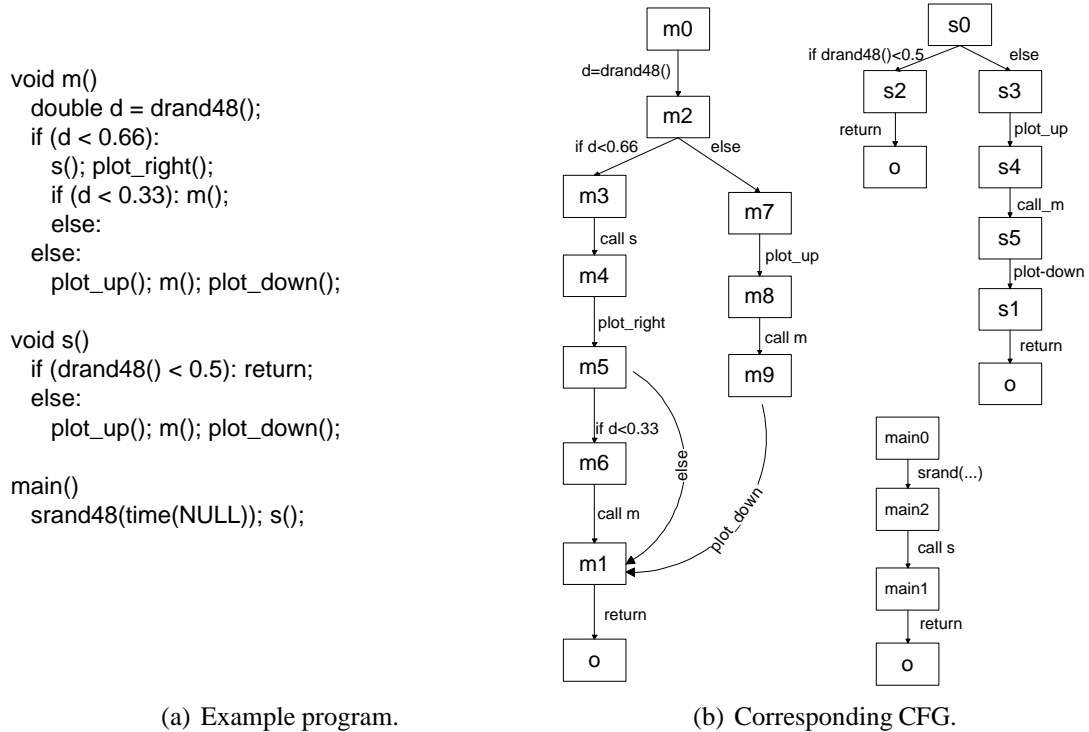 void m()
double d = drand48();
if (d < 0.66):
s(); plot_right();
if (d < 0.33): m();
else:
else:
plot_up(); m(); plot_down();
void s()
if (drand48() < 0.5): return;
else:
plot_up(); m(); plot_down();
main()
srand48(time(NULL)); s();
(a) Example program.
m0
d=drand48()
m2
if d<0.66
else
m3
m7
call s
plot_up
m4
m8
plot_right
call m
m5
m9
if d<0.33
else
plot_down
m6
call m
m1
return
o
s0
if drand48()<0.5
else
s2
s3
return
plot_up
o
s4
call_m
s5
plot-down
s1
return
o
main0
srand(...)
main2
call s
main1
return
o
(b) Corresponding CFG.